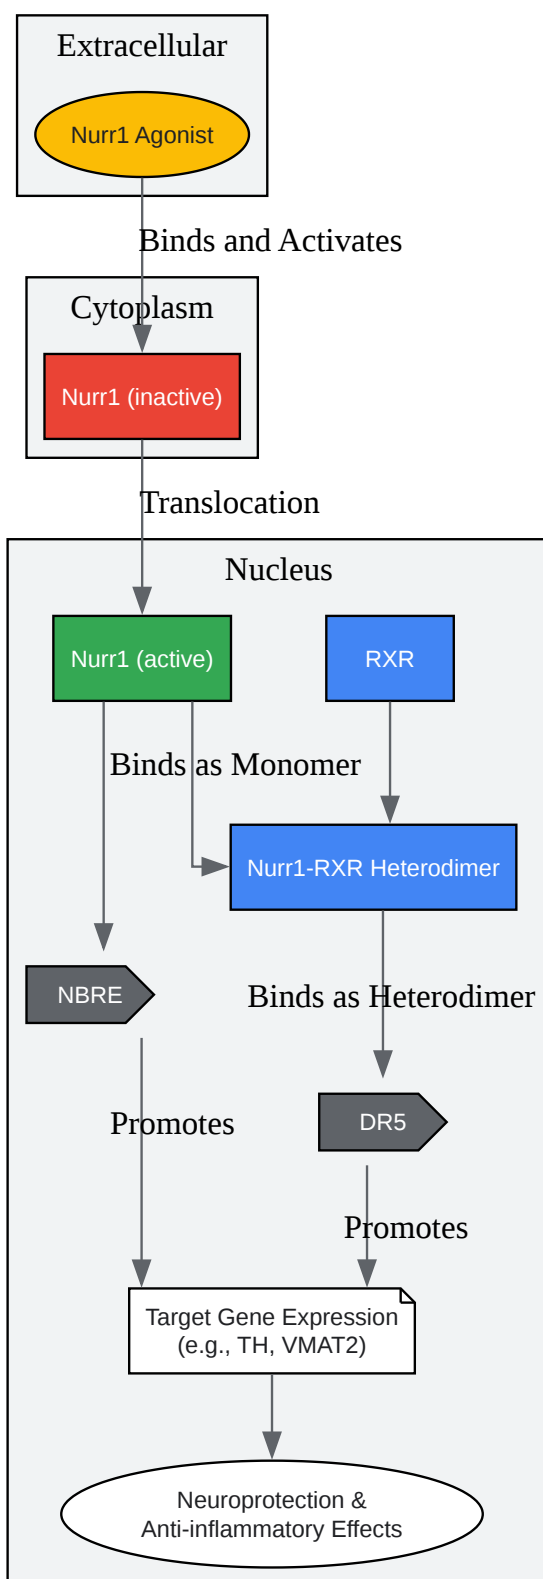 Extracellular
Nurr1 Agonist
Binds and Activates
Cytoplasm
Nurr1 (inactive)
Translocation
Nucleus
Nurr1 (active)
RXR
Binds as Monomer
Nurr1-RXR Heterodimer
NBRE
Binds as Heterodimer
DR5
Promotes
Promotes
Target Gene Expression
(e.g., TH, VMAT2)
Neuroprotection &
Anti-inflammatory Effects